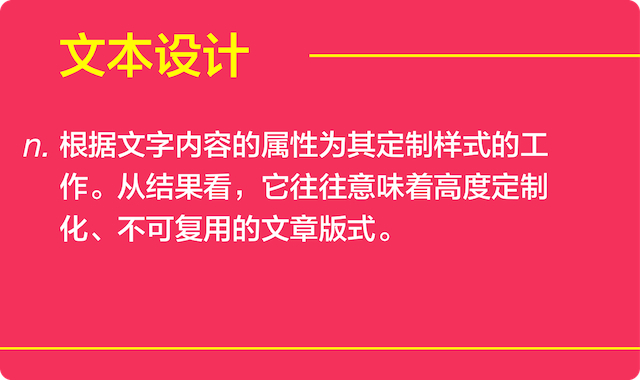 文本设计
n. 根据文字内容的属性为其定制样式的工
作。从结果看，它往往意味着高度定制
化、不可复用的文章版式。